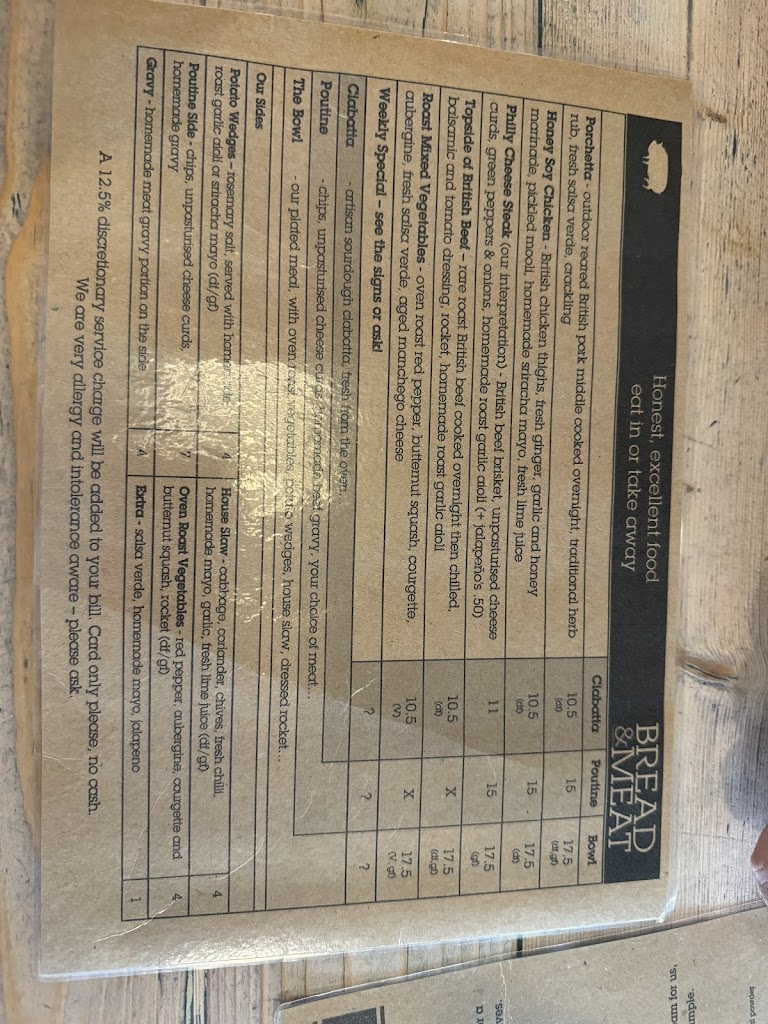 Honest, excellent food
eat in or take away
BREAD
&MEAT
Clabatta Poutine Bowl
Porchetta - outdoor reared British pork middle cooked overnight, traditional herb 10.5 15 17.5
rub, fresh salsa verde, crackling (df) (df,gf)
Honey Soy Chicken - British chicken thighs, fresh ginger, garlic and honey 10.5 15 17.5
marinade, pickled mooli, homemade sriracha mayo, fresh lime juice (df) (df)
Philly Cheese Steak (our interpretation) - British beef brisket, unpasturised cheese 11 15 17.5
curds, green peppers & onions, homemade roast garlic aioli (+ jalapeño's .50) (gf)
Topside of British Beef – rare roast British beef cooked overnight then chilled, 10.5 X 17.5
balsamic and tomato dressing, rocket, homemade roast garlic aioli (df) (df,gf)
Roast Mixed Vegetables - oven roast red pepper, butternut squash, courgette, 10.5 X 17.5
aubergine, fresh salsa verde, aged manchego cheese (V) (V, gf)
Weekly Special – see the signs or ask! ? ? ?
Ciabatta - artisan sourdough ciabatta, fresh from the oven...
Poutine - chips, unpasturised cheese curds, homemade beef gravy, your choice of meat...
The Bowl - our plated meal, with oven roast vegetables, potato wedges, house slaw, dressed rocket...
Our Sides
Potato Wedges – rosemary salt, served with homemade 4
roast garlic aioli or sriracha mayo (df/gf)
House Slaw - cabbage, coriander, chives, fresh chilli, 4
homemade mayo, garlic, fresh lime juice (df/gf)
Poutine Side - chips, unpasturised cheese curds, 7
homemade gravy
Oven Roast Vegetables - red pepper, aubergine, courgette and 4
butternut squash, rocket (df/gf)
Gravy - homemade meat gravy portion on the side 4
Extra - salsa verde, homemade mayo, jalapeno 1
A 12.5% discretionary service charge will be added to your bill. Card only please, no cash.
We are very allergy and intolerance aware – please ask.